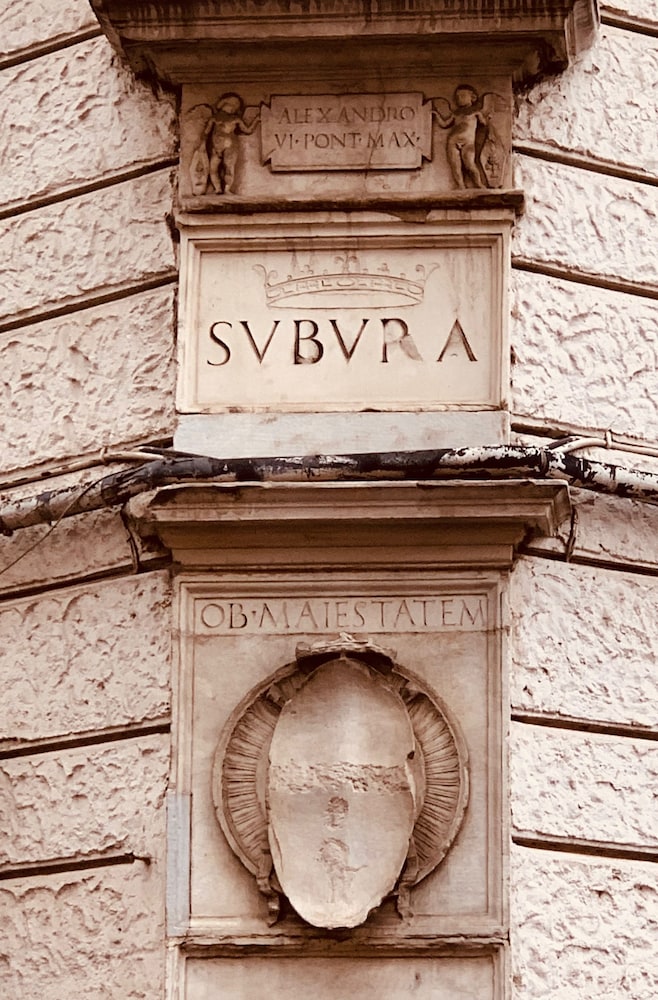 ALEXANDRO
VI·PONT·MAX·
SVBVRA
OB·MAIESTATEM